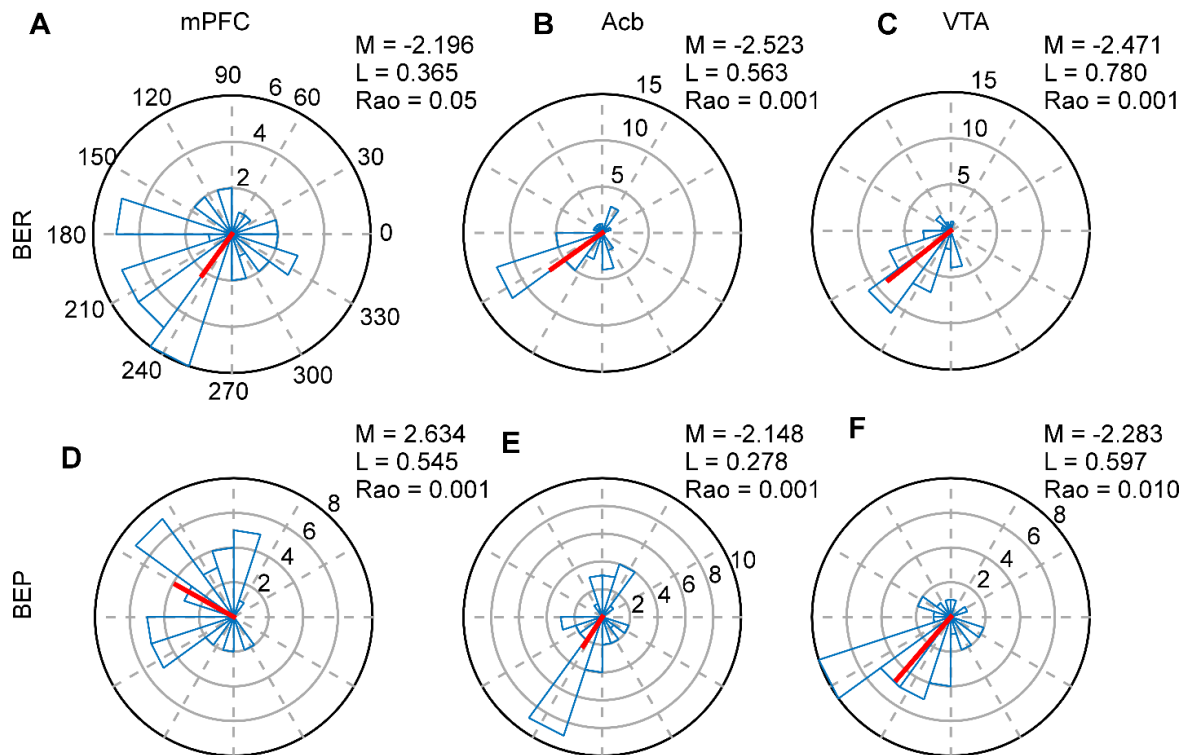 A
mPFC
M = -2.196
L = 0.365
Rao = 0.05
90
120
6
60
150
4
30
2
180
0
210
330
240
270
300
BER
B
Acb
M = -2.523
L = 0.563
Rao = 0.001
15
10
5
C
VTA
M = -2.471
L = 0.780
Rao = 0.001
15
10
5
D
M = 2.634
L = 0.545
Rao = 0.001
8
6
4
2
BEP
E
M = -2.148
L = 0.278
Rao = 0.001
10
8
6
4
2
F
M = -2.283
L = 0.597
Rao = 0.010
8
6
4
2